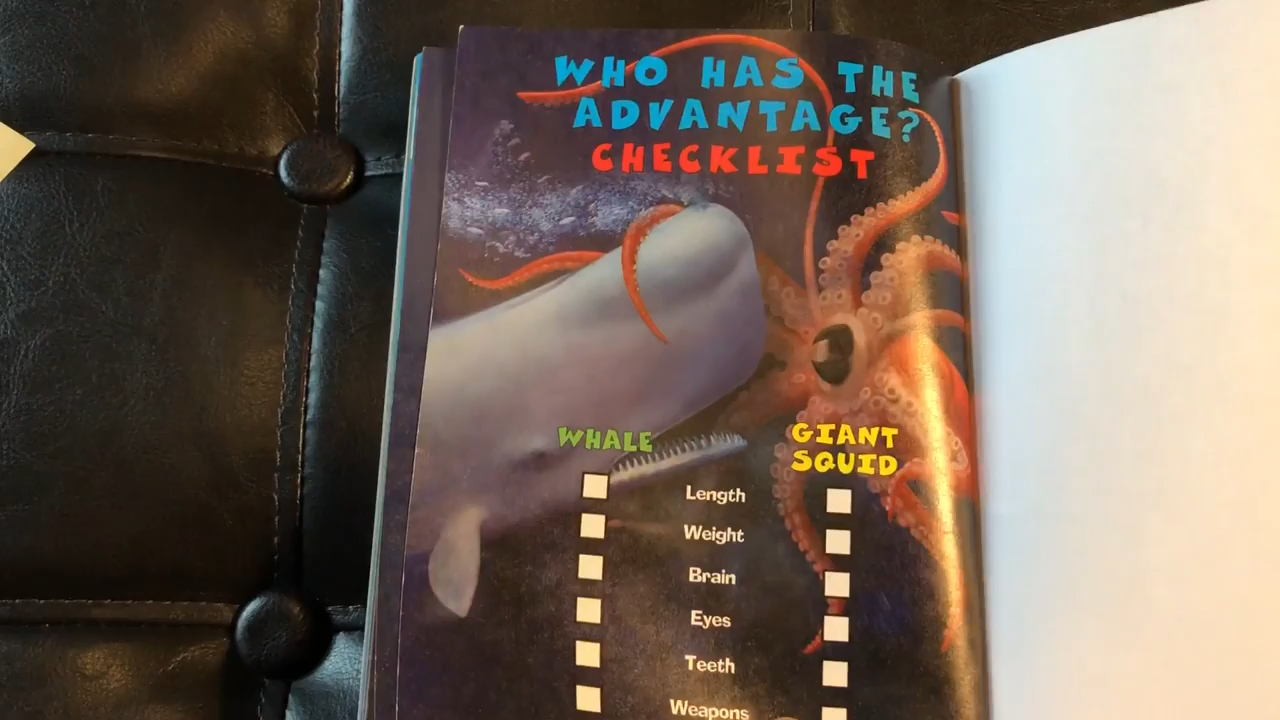 WHO HAS THE
ADVANTAGE?
CHECKLIST
WHALE
GIANT
SQUID
Length
Weight
Brain
Eyes
Teeth
Weapons